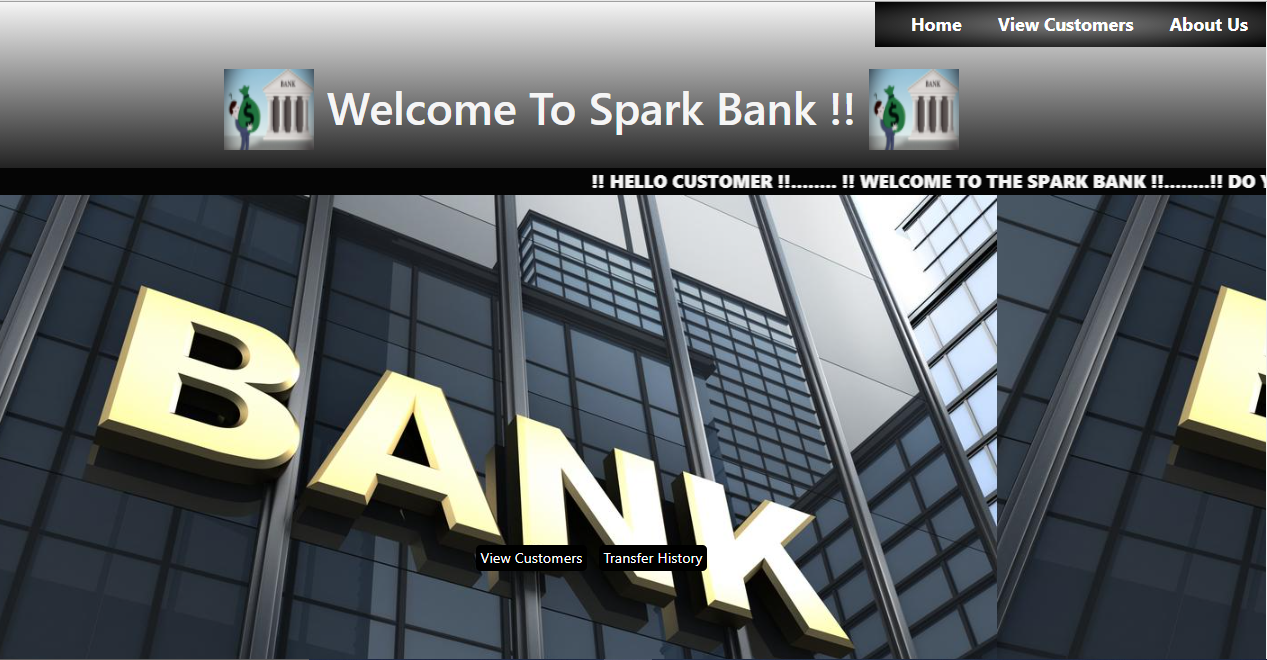 Home View Customers About Us
BANK
Welcome To Spark Bank !!
BANK
!! HELLO CUSTOMER !!........ !! WELCOME TO THE SPARK BANK !!........!! DO
BANK
View Customers Transfer History